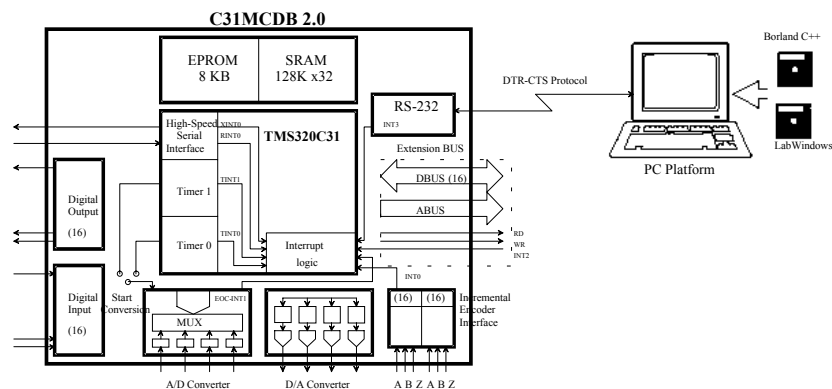 C31MCDB 2.0
EPROM
8 KB
SRAM
128K x32
RS-232
INT3
DTR-CTS Protocol
Borland C++
LabWindows
PC Platform
High-Speed
Serial
Interface
XINT0
RINT0
TMS320C31
Timer 1
TINT1
Timer 0
TINT0
Interrupt
logic
Extension BUS
DBUS (16)
ABUS
RD
WR
INT2
INT0
Digital
Output
(16)
Digital
Input
(16)
Start
Conversion
EOC-INT1
MUX
(16)
(16)
Incremental
Encoder
Interface
A/D Converter
D/A Converter
A B Z A B Z